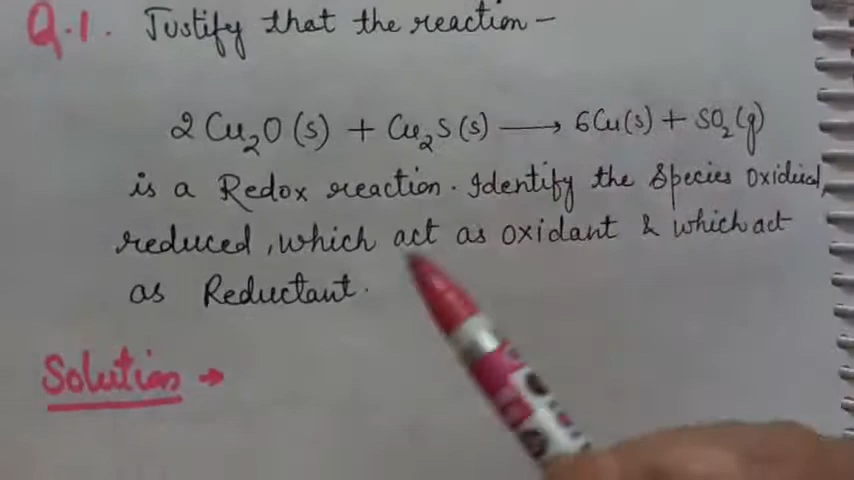 Q.1. Justify that the reaction –
2Cu₂O(s) + Cu₂S(s) ⟶ 6Cu(s) + SO₂(g)
is a Redox reaction. Identify the Species Oxidised,
reduced, which act as oxidant & which act
as Reductant.
Solution →